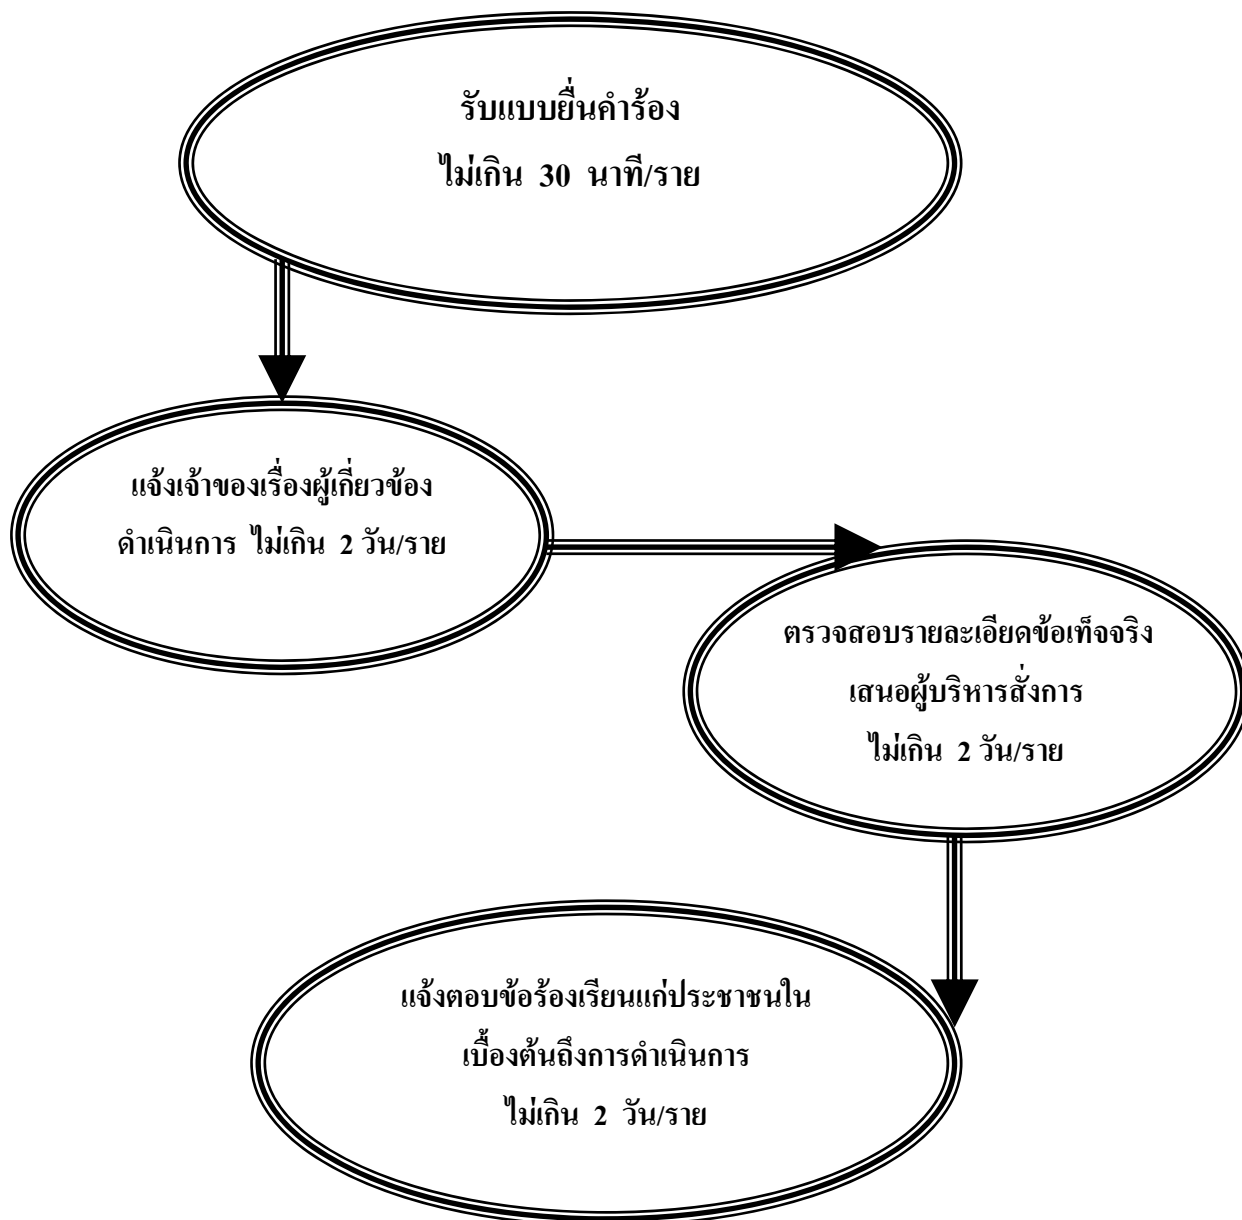 รับแบบยื่นคำร้อง
ไม่เกิน 30 นาที/ราย
แจ้งเจ้าของเรื่องผู้เกี่ยวข้อง
ดำเนินการ ไม่เกิน 2 วัน/ราย
ตรวจสอบรายละเอียดข้อเท็จจริง
เสนอผู้บริหารสั่งการ
ไม่เกิน 2 วัน/ราย
แจ้งตอบข้อร้องเรียนแก่ประชาชนใน
เบื้องต้นถึงการดำเนินการ
ไม่เกิน 2 วัน/ราย